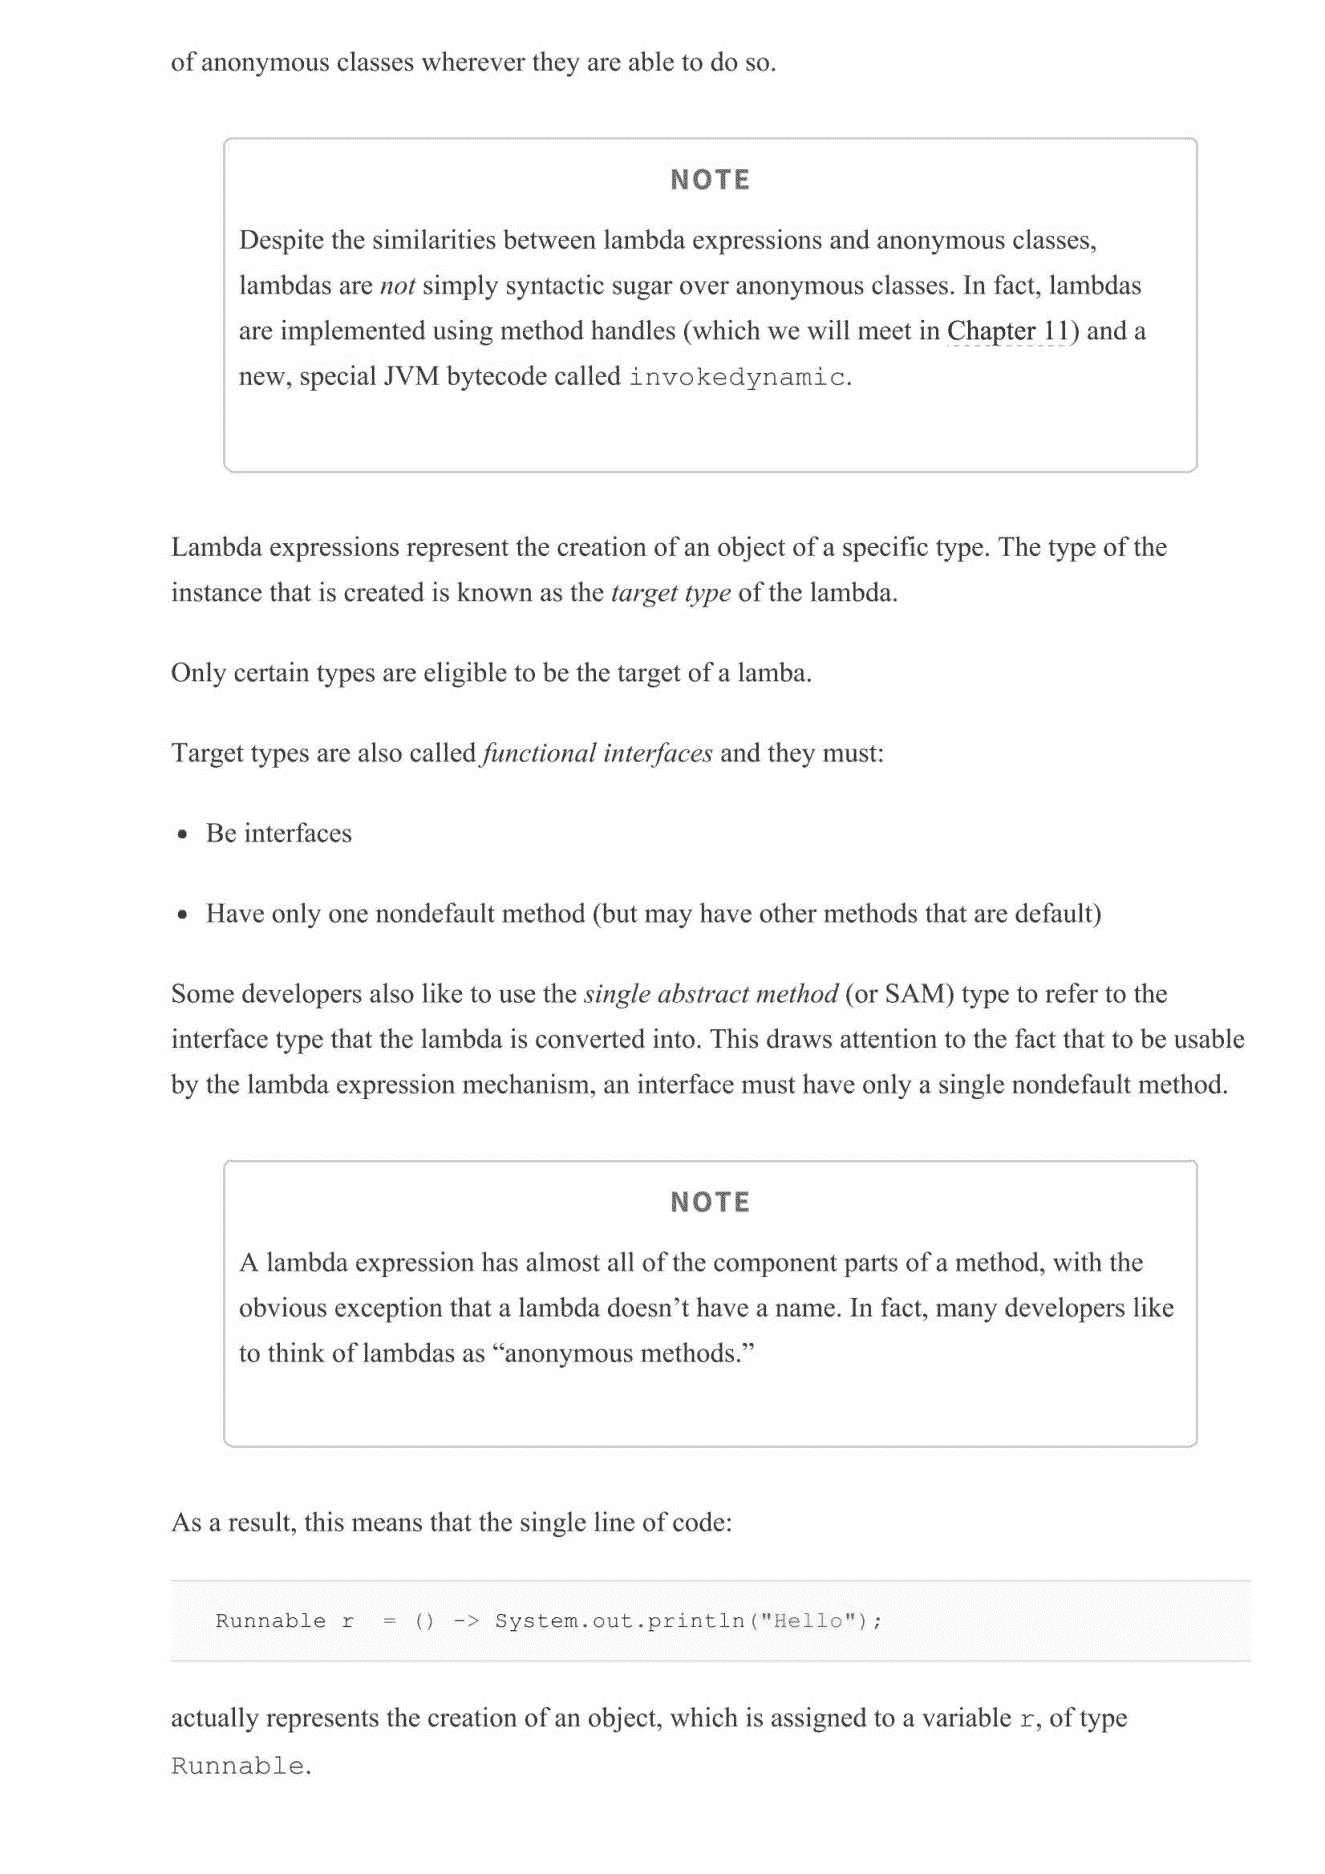 of anonymous classes wherever they are able to do so.
NOTE
Despite the similarities between lambda expressions and anonymous classes,
lambdas are not simply syntactic sugar over anonymous classes. In fact, lambdas
are implemented using method handles (which we will meet in Chapter 11) and a
new, special JVM bytecode called invokedynamic.
Lambda expressions represent the creation of an object of a specific type. The type of the
instance that is created is known as the target type of the lambda.
Only certain types are eligible to be the target of a lamba.
Target types are also called functional interfaces and they must:
• Be interfaces
• Have only one nondefault method (but may have other methods that are default)
Some developers also like to use the single abstract method (or SAM) type to refer to the
interface type that the lambda is converted into. This draws attention to the fact that to be usable
by the lambda expression mechanism, an interface must have only a single nondefault method.
NOTE
A lambda expression has almost all of the component parts of a method, with the
obvious exception that a lambda doesn’t have a name. In fact, many developers like
to think of lambdas as “anonymous methods.”
As a result, this means that the single line of code:
Runnable r  = () -> System.out.println("Hello");
actually represents the creation of an object, which is assigned to a variable r, of type
Runnable.